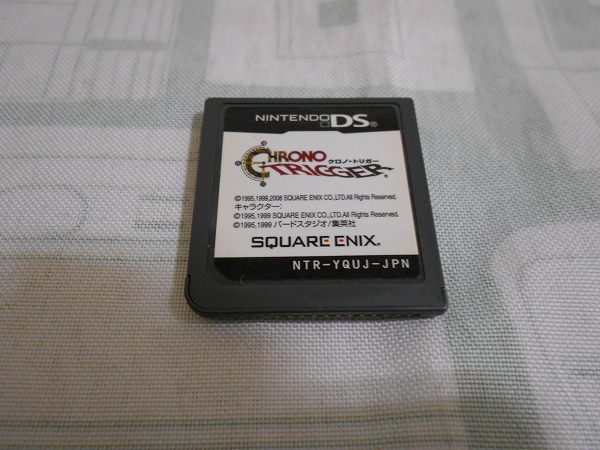 NINTENDO DS®
CHRONO
クロノ・トリガー
TRIGGER®
©1995,1999,2008 SQUARE ENIX CO.,LTD.All Rights Reserved.
キャラクター:
©1995,1999 SQUARE ENIX CO.,LTD.All Rights Reserved.
©1995,1999 バードスタジオ/集英社
SQUARE ENIX®
NTR-YQUJ-JPN